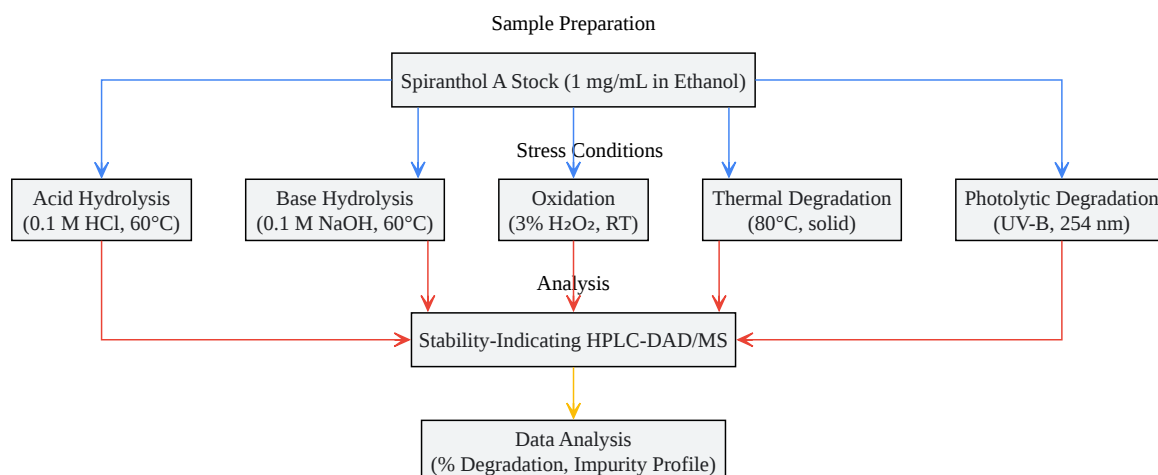 Sample Preparation
Spiranthol A Stock (1 mg/mL in Ethanol)
Stress Conditions
Acid Hydrolysis
(0.1 M HCl, 60°C)
Base Hydrolysis
(0.1 M NaOH, 60°C)
Oxidation
(3% H₂O₂, RT)
Thermal Degradation
(80°C, solid)
Photolytic Degradation
(UV-B, 254 nm)
Analysis
Stability-Indicating HPLC-DAD/MS
Data Analysis
(% Degradation, Impurity Profile)